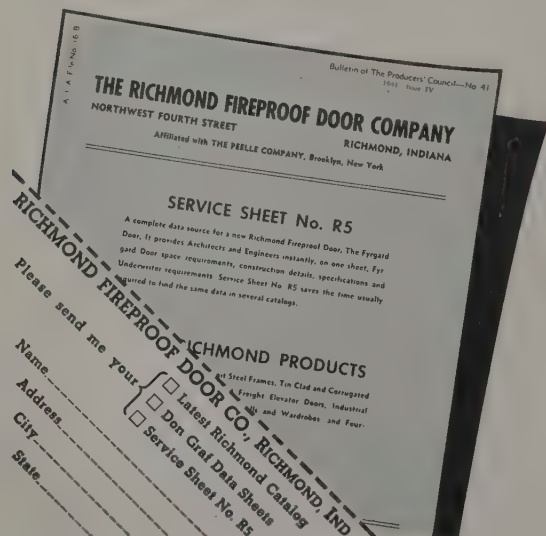 A I A File No 16 B
Bulletin of The Producers' Council—No 41
Issue IV
THE RICHMOND FIREPROOF DOOR COMPANY
NORTHWEST FOURTH STREET
RICHMOND, INDIANA
Affiliated with THE PEELLE COMPANY, Brooklyn, New York
SERVICE SHEET No. R5
A complete data source for a new Richmond Fireproof Door, The Fyrgard
Door. It provides Architects and Engineers instantly, on one sheet, Fyr
gard Door space requirements, construction details, specifications and
Underwriter requirements Service Sheet No R5 saves the time usually
quired to find the same data in several catalogs.
ICHMOND PRODUCTS
Steel Frames, Tin Clad and Corrugated
Freight Elevator Doors, Industrial
and Wardrobes and Four-
RICHMOND FIREPROOF DOOR CO., RICHMOND, IND
Please send me your
Latest Richmond Catalog
Don Graf Data Sheets
Service Sheet No. R5
Name
Address
City
State